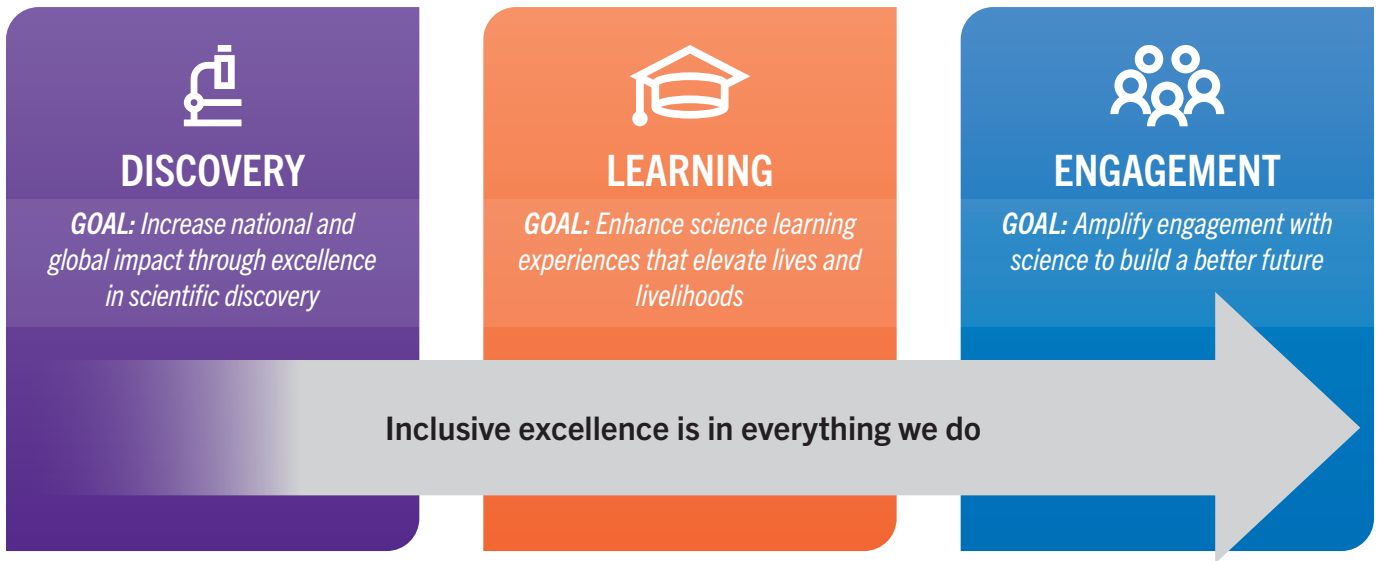 DISCOVERY
GOAL: Increase national and
global impact through excellence
in scientific discovery
LEARNING
GOAL: Enhance science learning
experiences that elevate lives and
livelihoods
ENGAGEMENT
GOAL: Amplify engagement with
science to build a better future
Inclusive excellence is in everything we do